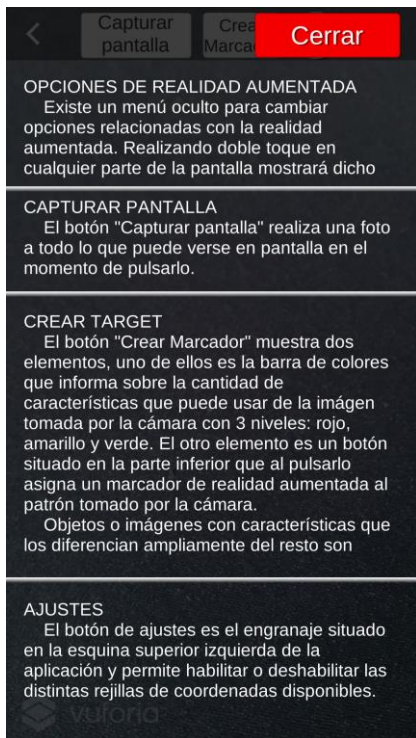 Capturar
pantalla
Crea
Marca
Cerrar
OPCIONES DE REALIDAD AUMENTADA
Existe un menú oculto para cambiar
opciones relacionadas con la realidad
aumentada. Realizando doble toque en
cualquier parte de la pantalla mostrará dicho
CAPTURAR PANTALLA
El botón "Capturar pantalla" realiza una foto
a todo lo que puede verse en pantalla en el
momento de pulsarlo.
CREAR TARGET
El botón "Crear Marcador" muestra dos
elementos, uno de ellos es la barra de colores
que informa sobre la cantidad de
características que puede usar de la imágen
tomada por la cámara con 3 niveles: rojo,
amarillo y verde. El otro elemento es un botón
situado en la parte inferior que al pulsarlo
asigna un marcador de realidad aumentada al
patrón tomado por la cámara.
Objetos o imágenes con características que
los diferencian ampliamente del resto son
AJUSTES
El botón de ajustes es el engranaje situado
en la esquina superior izquierda de la
aplicación y permite habilitar o deshabilitar las
distintas rejillas de coordenadas disponibles.
vuforia